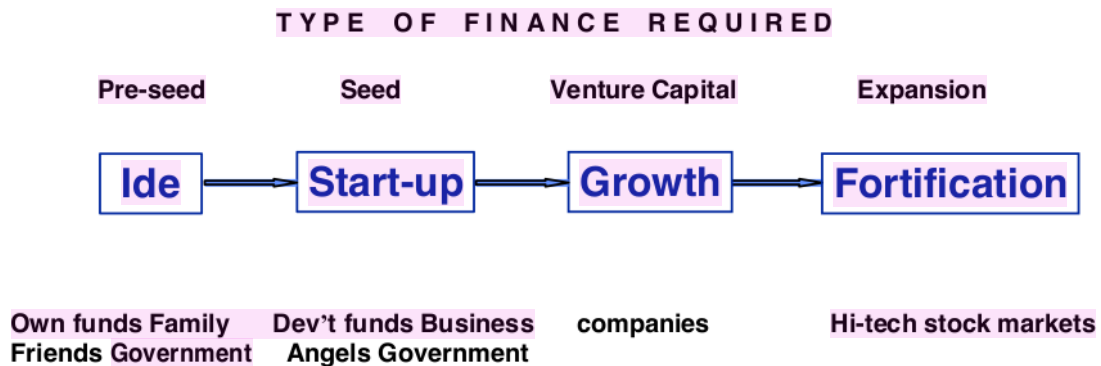 TYPE OF FINANCE REQUIRED
Pre-seed Seed Venture Capital Expansion
Ide Start-up Growth Fortification
Own funds Family Dev't funds Business companies Hi-tech stock markets
Friends Government Angels Government